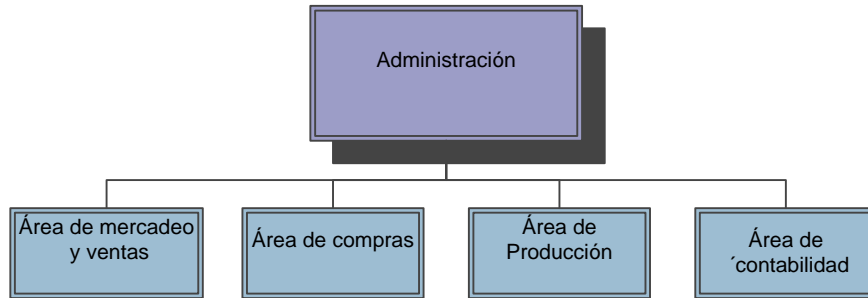 Administración
Área de mercadeo
y ventas
Área de compras
Área de
Producción
Área de
´contabilidad